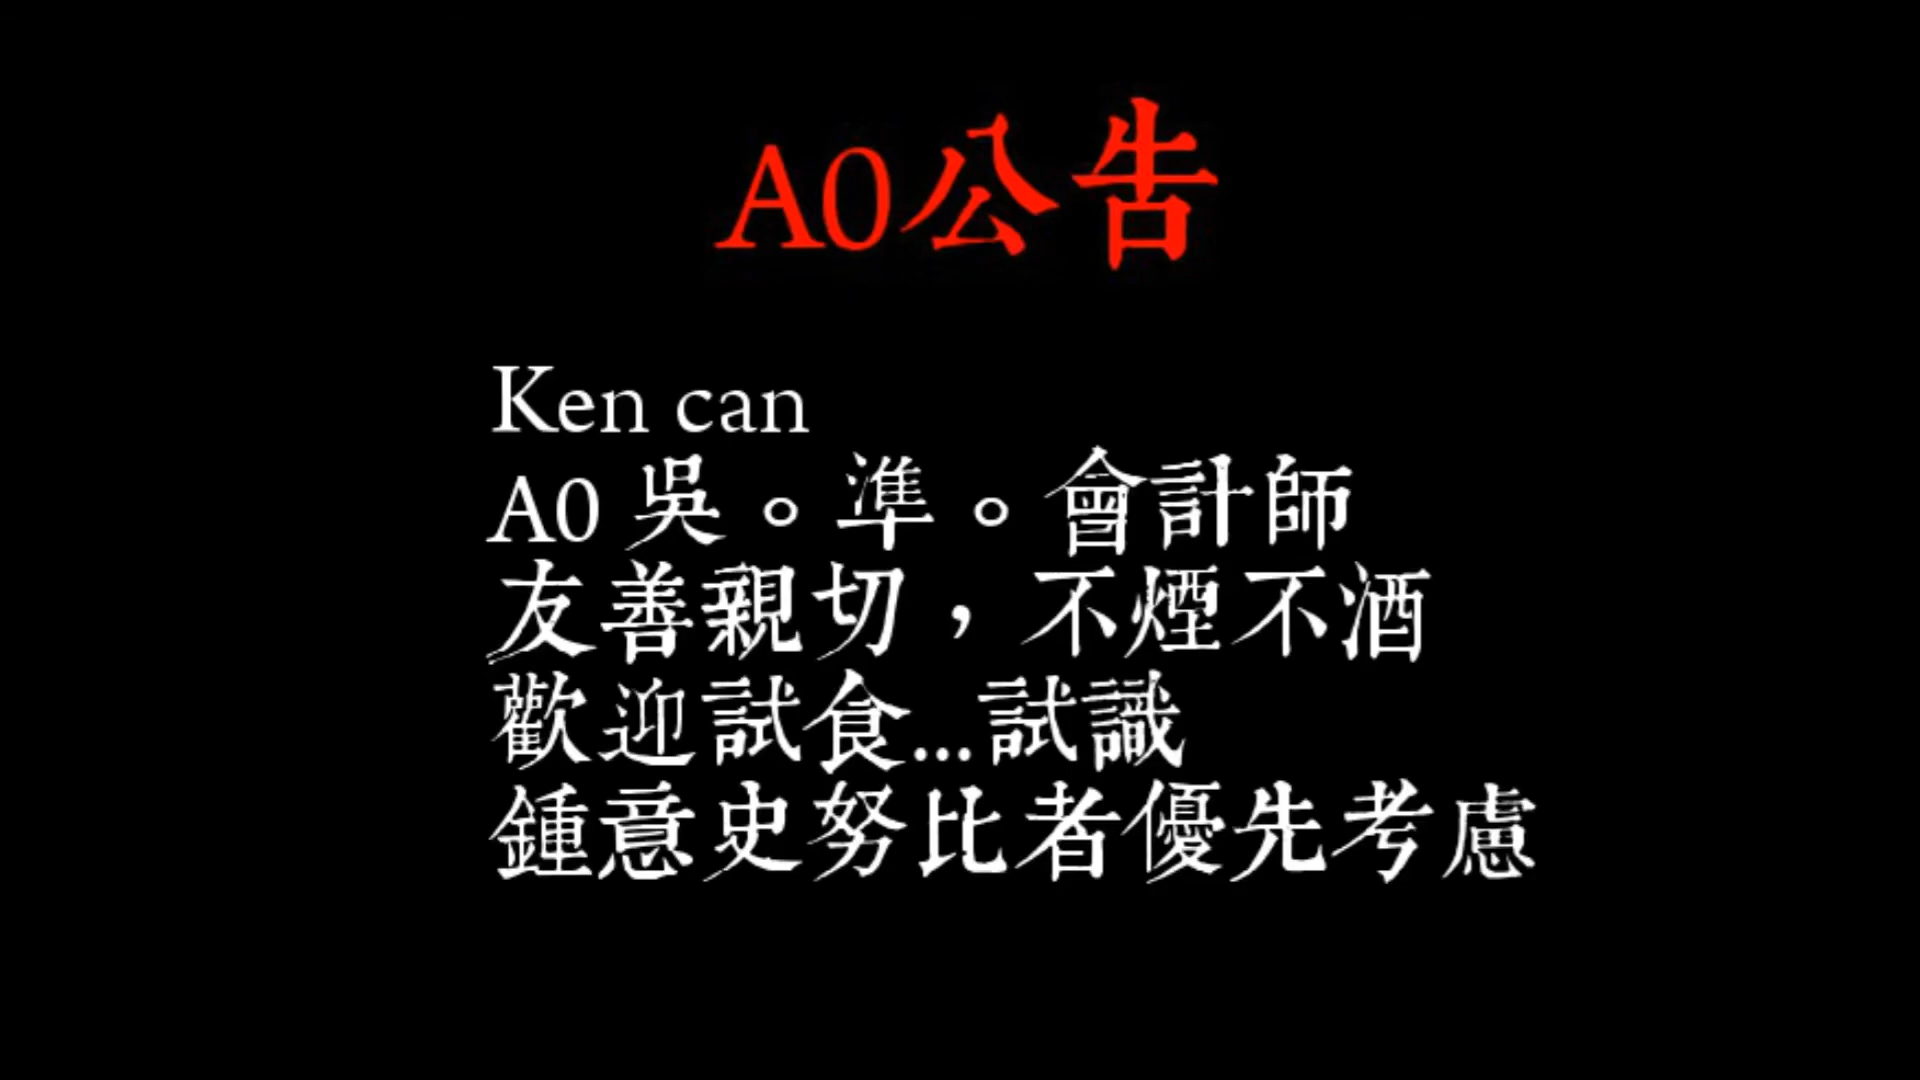 A0公告
Ken can
A0 吳。準。會計師
友善親切，不煙不酒
歡迎試食...試識
鍾意史努比者優先考慮